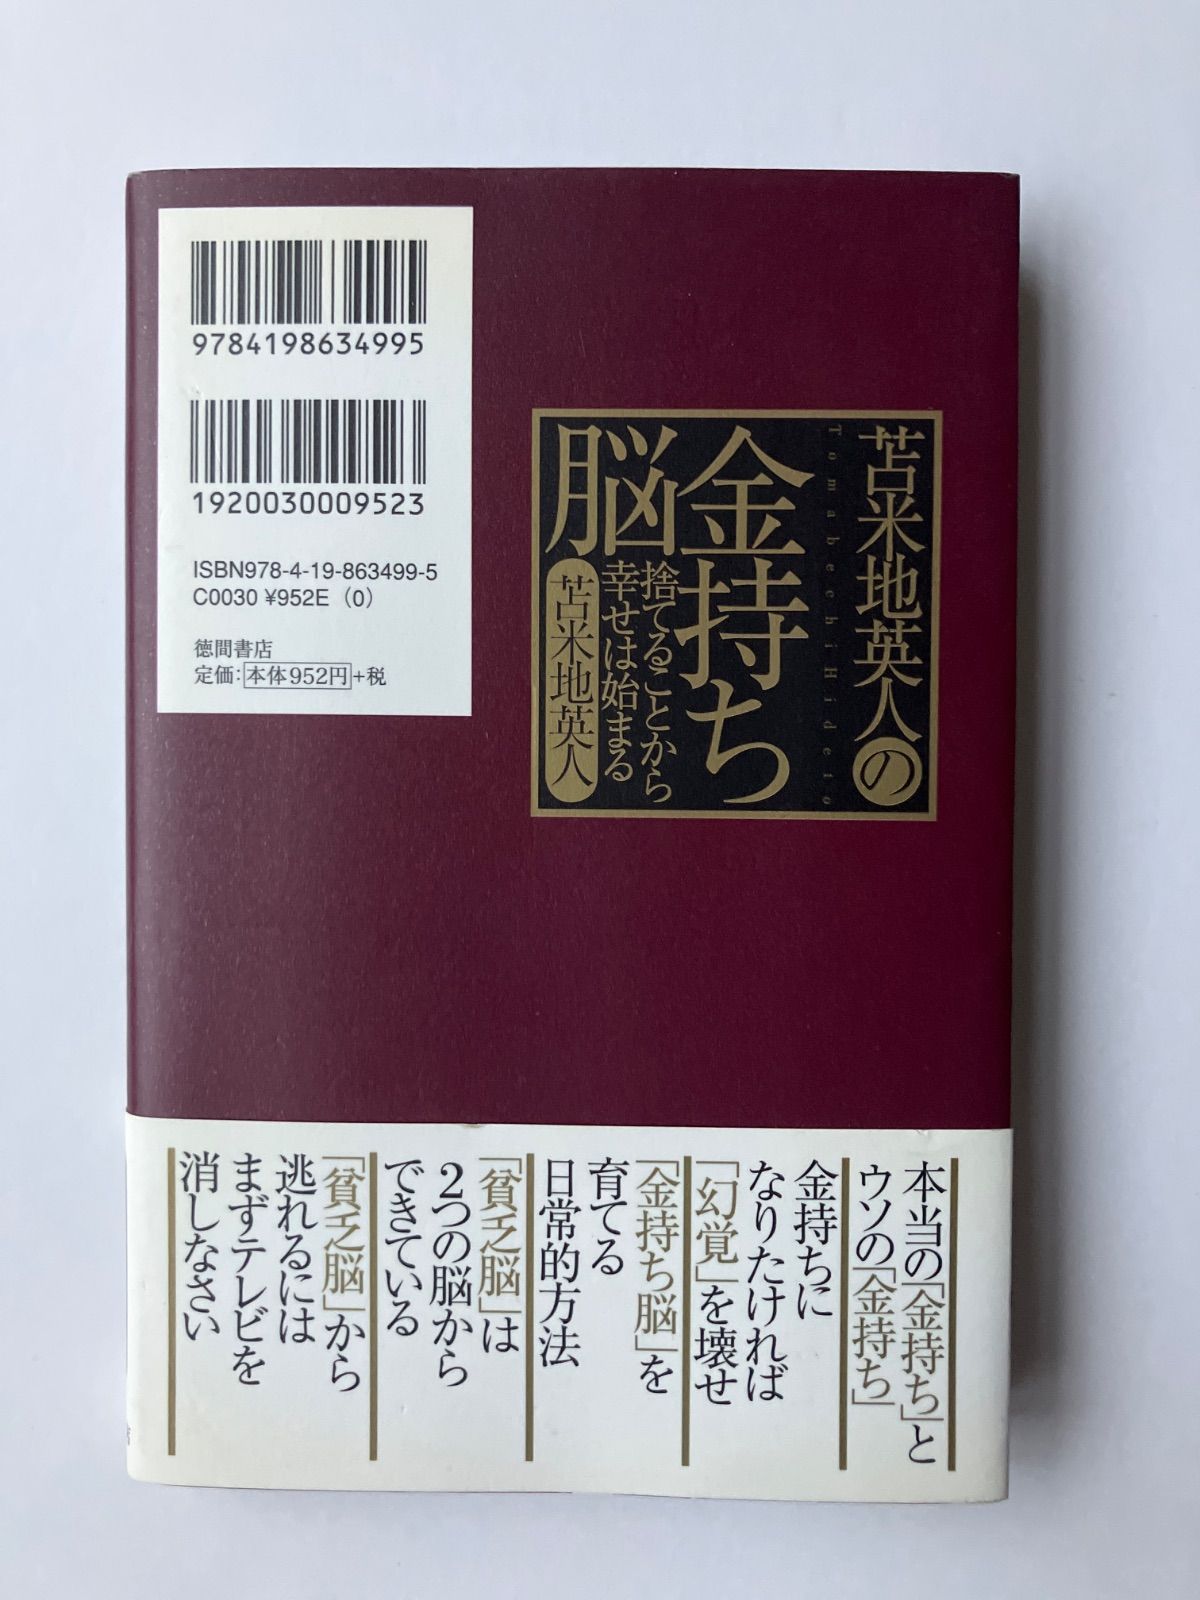 9784198634995
1920030009523
ISBN978-4-19-863499-5
C0030 ¥952E (0)
徳間書店
定価:本体952円+税
苫米地英人の
Tomabechi Hideto
金持ち
脳
捨てることから
幸せは始まる
苫米地英人
本当の「金持ち」と
ウソの「金持ち」
金持ちに
なりたければ
「幻覚」を壊せ
「金持ち脳」を
育てる
日常的方法
「貧乏脳」は
2つの脳から
できている
「貧乏脳」から
逃れるには
まずテレビを
消しなさい